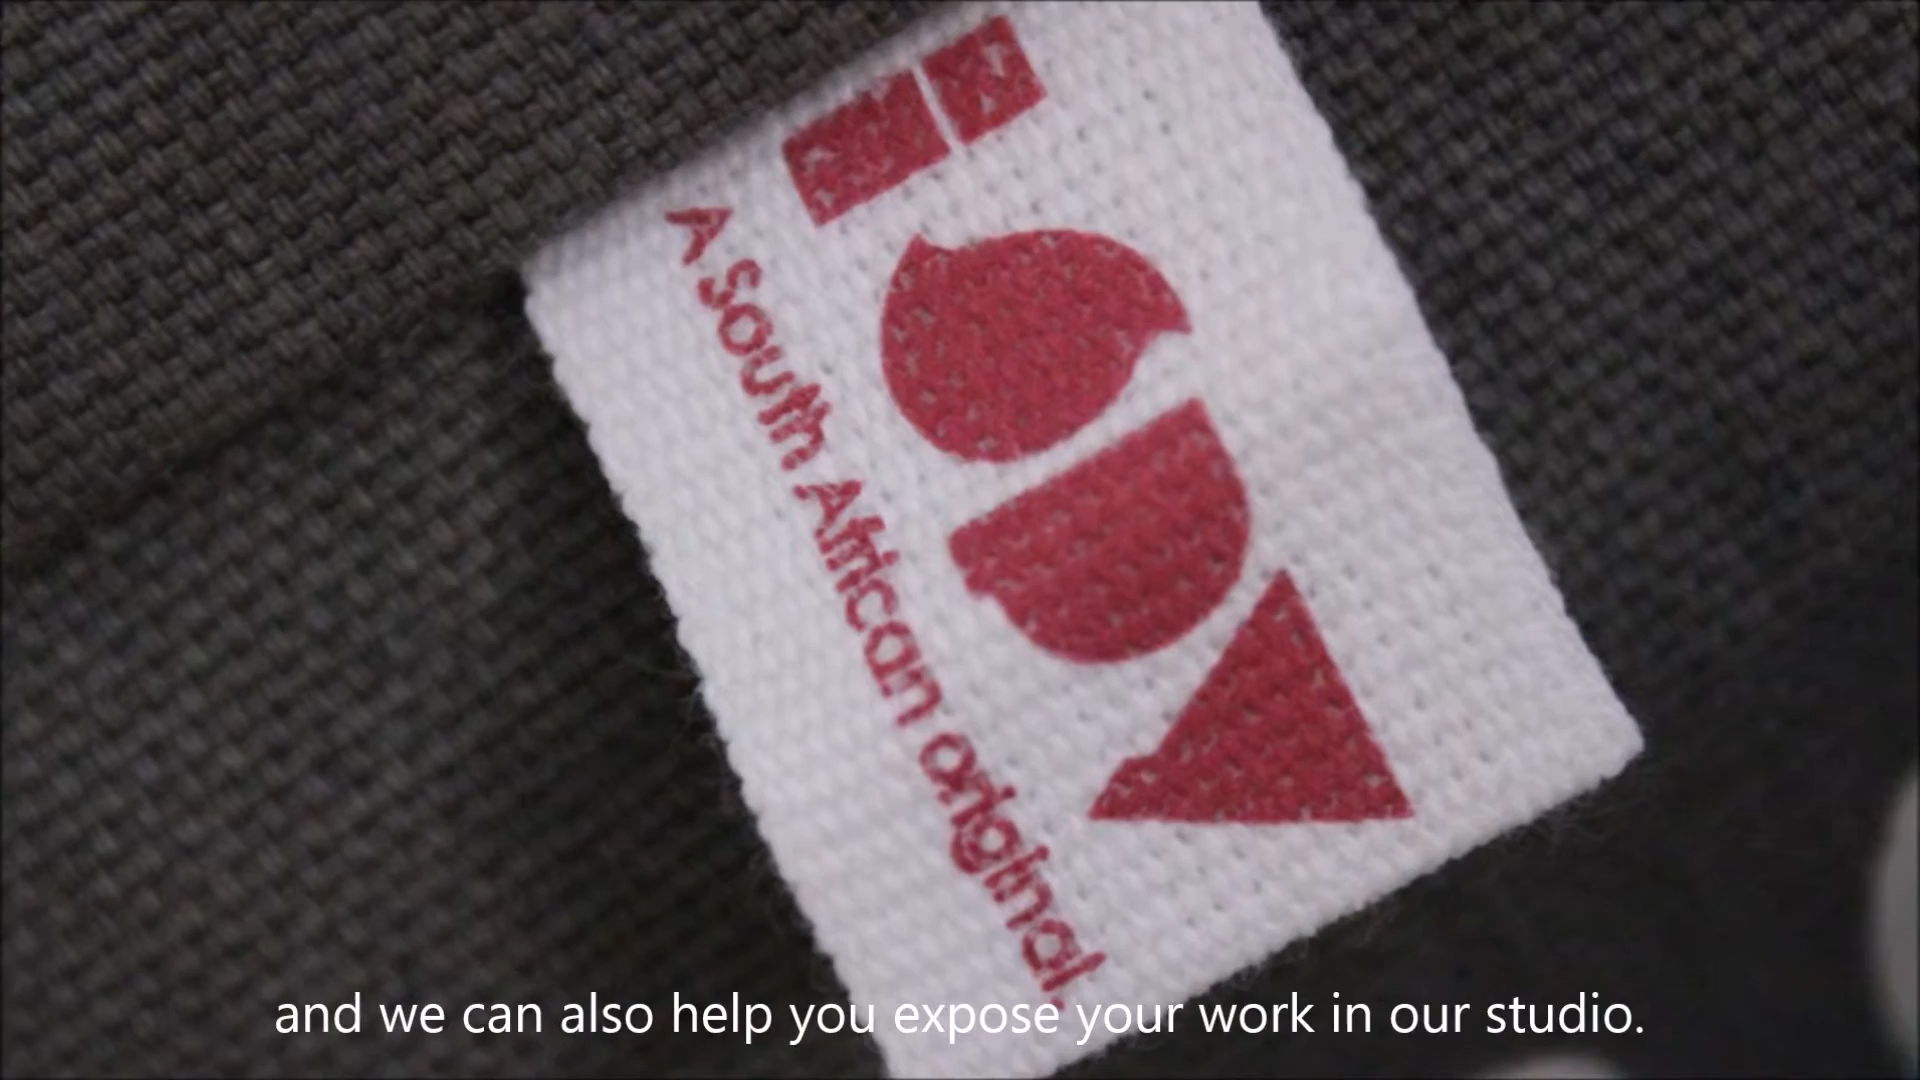 A South African original.
and we can also help you expose your work in our studio.